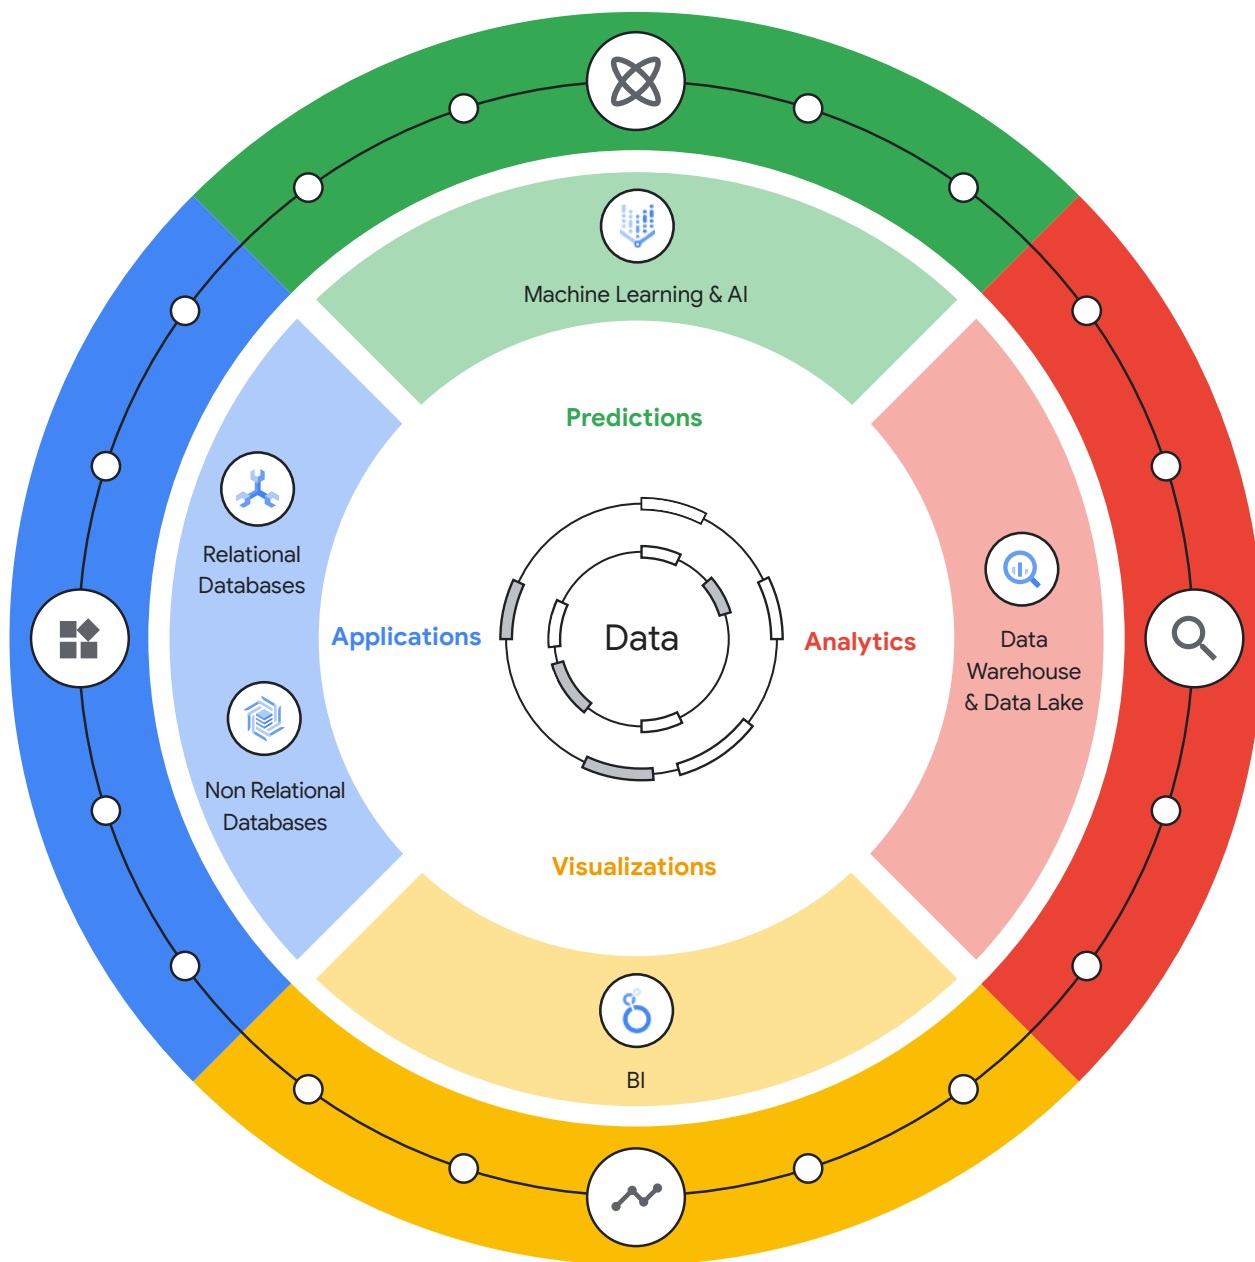 Machine Learning & AI
Predictions
Relational
Databases
Applications
Data
Analytics
Data
Warehouse
& Data Lake
Non Relational
Databases
Visualizations
BI